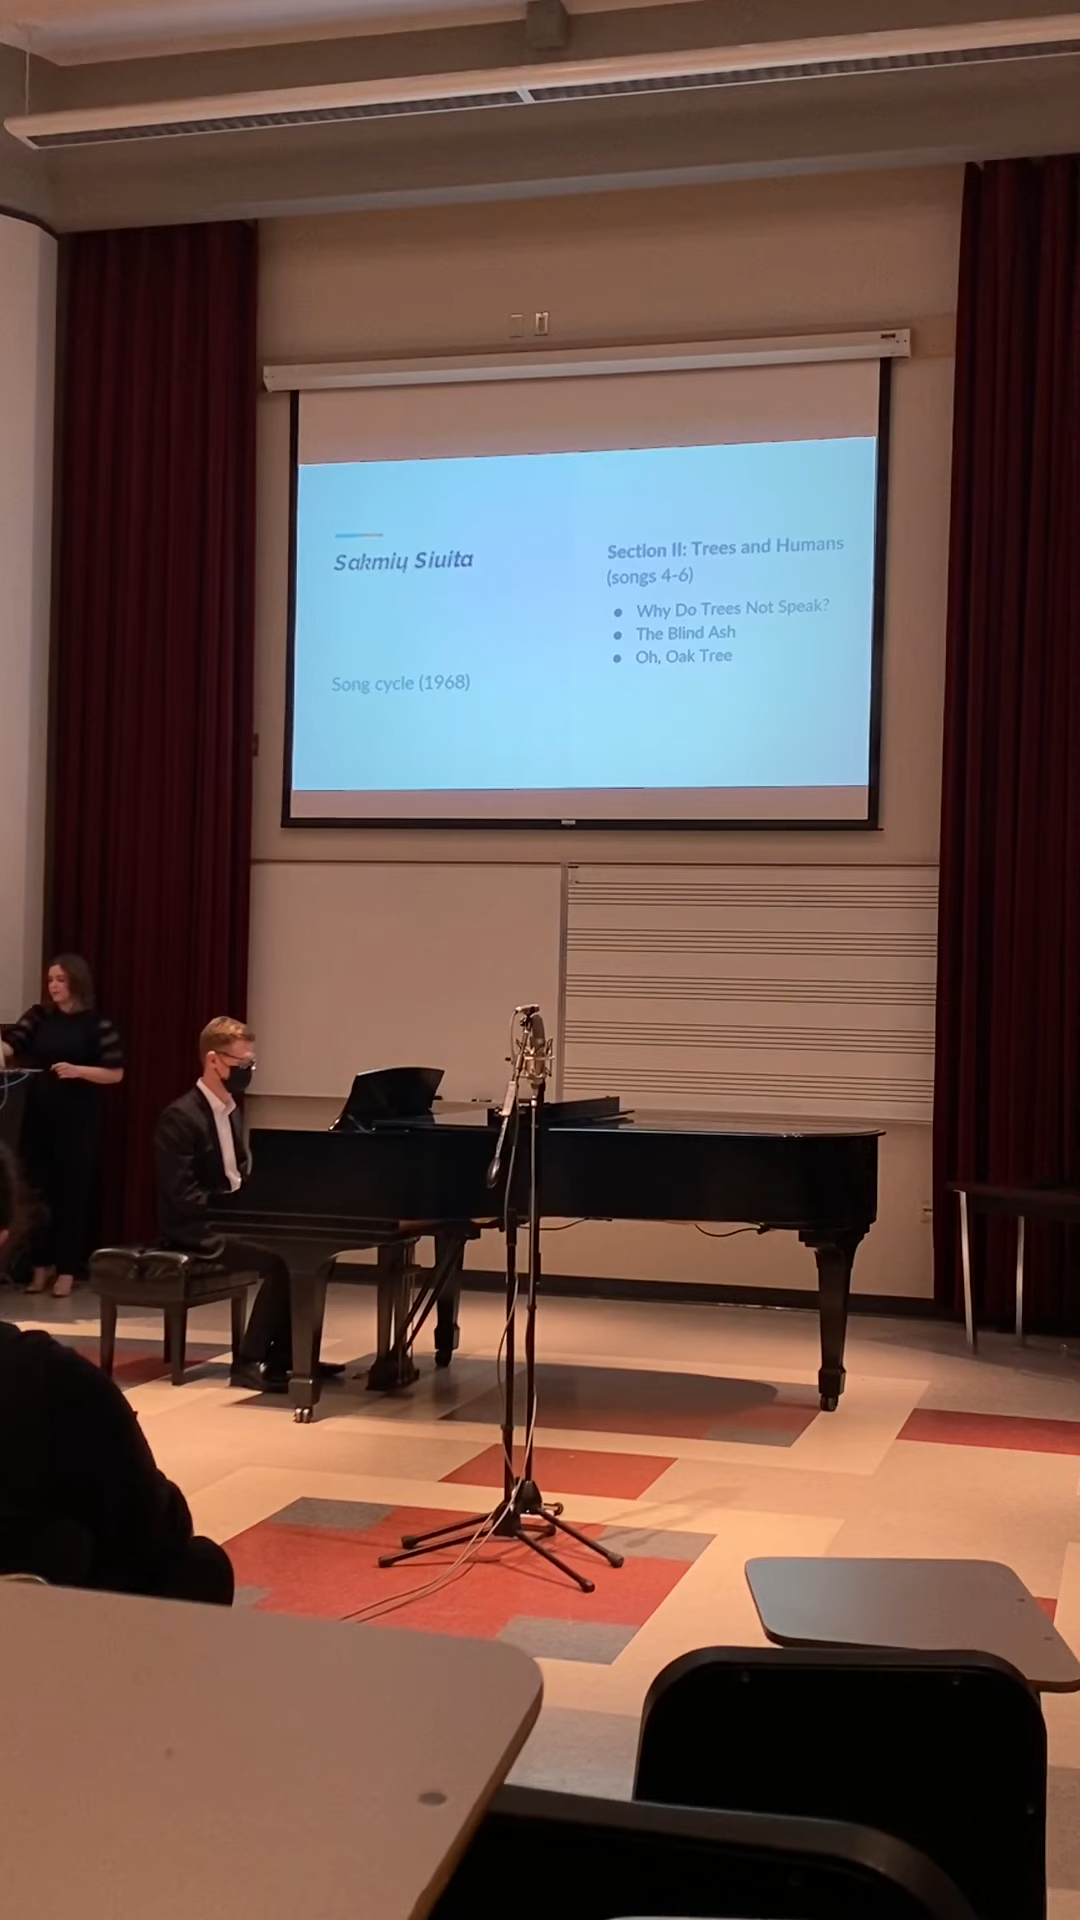 Sakmių Siuita
Song cycle (1968)
Section II: Trees and Humans
(songs 4-6)
● Why Do Trees Not Speak?
● The Blind Ash
● Oh, Oak Tree